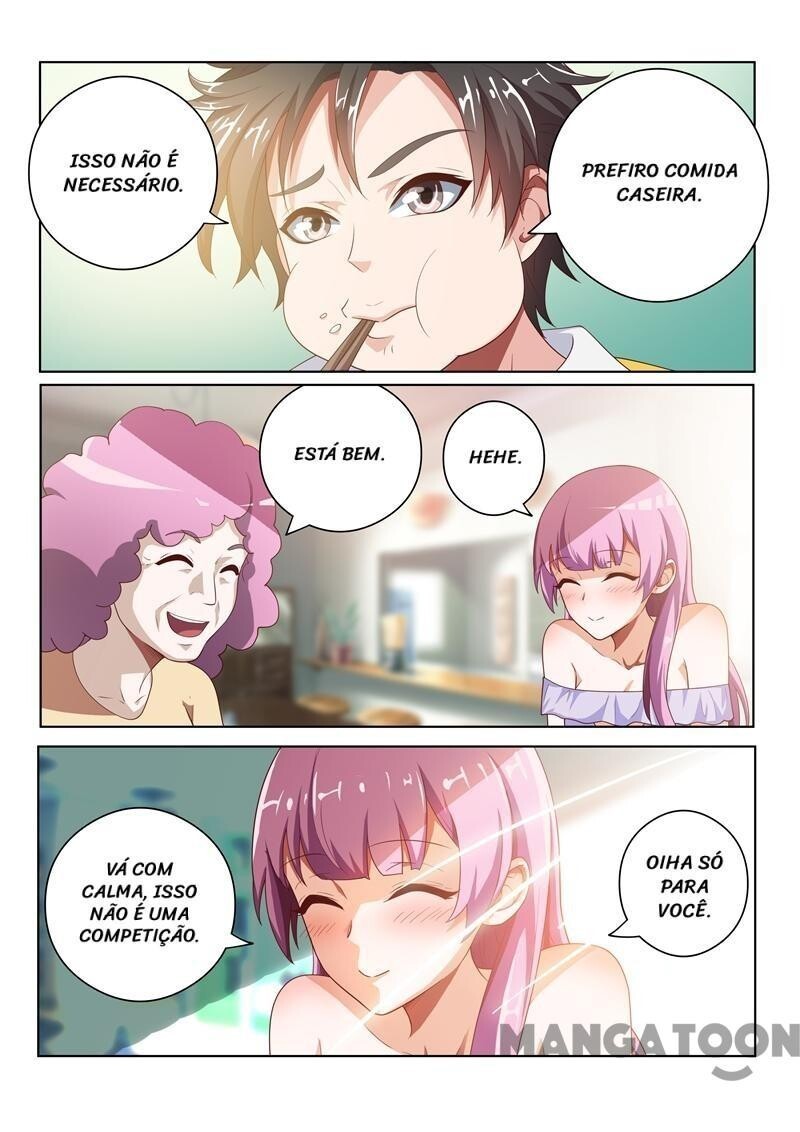 ISSO NÃO É
NECESSÁRIO.
PREFIRO COMIDA
CASEIRA.
ESTÁ BEM.
HEHE.
VÁ COM
CALMA, ISSO
NÃO É UMA
COMPETIÇÃO.
OIHA SÓ
PARA
VOCÊ.
MANGATOON